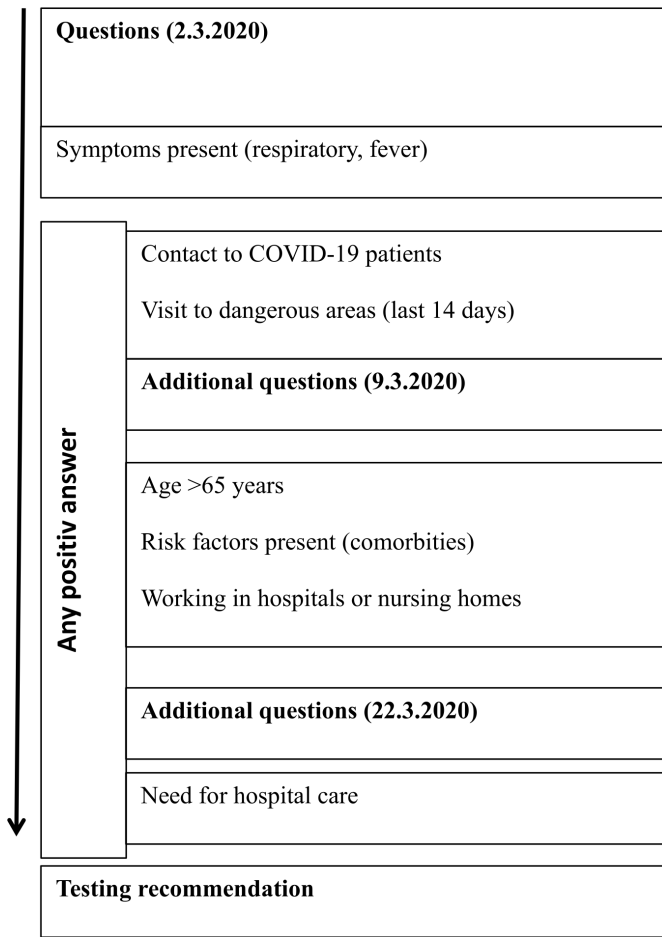 Questions (2.3.2020)
Symptoms present (respiratory, fever)
Any positiv answer
Contact to COVID-19 patients
Visit to dangerous areas (last 14 days)
Additional questions (9.3.2020)
Age >65 years
Risk factors present (comorbities)
Working in hospitals or nursing homes
Additional questions (22.3.2020)
Need for hospital care
Testing recommendation